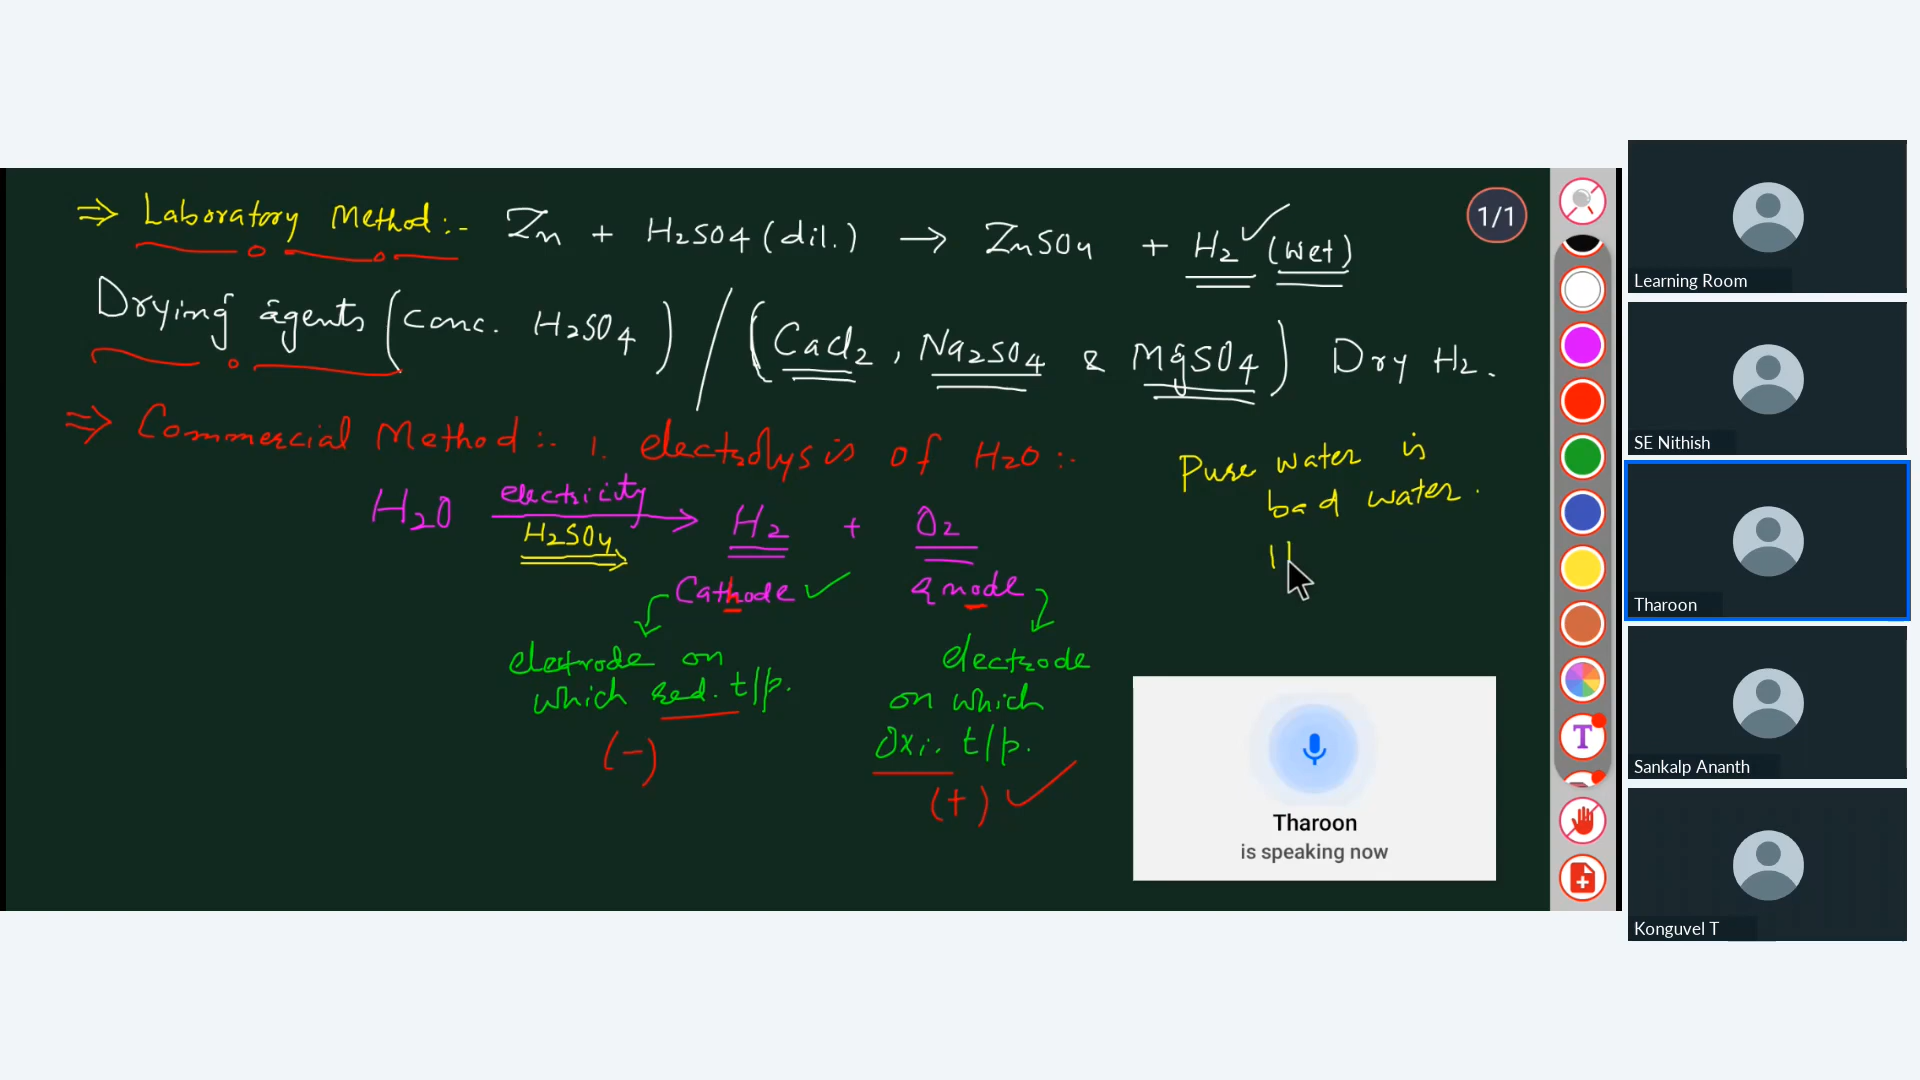 ⇒ Laboratory Method:- Zn + H2SO4(dil.) → ZnSO4 + H2 (wet)
1/1
Drying agents (conc. H2SO4) / (CaCl2, Na2SO4 & MgSO4) Dry H2.
⇒ Commercial Method:- 1. electrolysis of H2O:-
H2O electricity → H2 + O2
H2SO4
Cathode ✓ anode
electrode on
which red. t/p.
(-)
electrode
on which
Oxi. t/p.
(+) ✓
Pure water is
bad water.
T
Tharoon
is speaking now
Learning Room
SE Nithish
Tharoon
Sankalp Ananth
Konguvel T